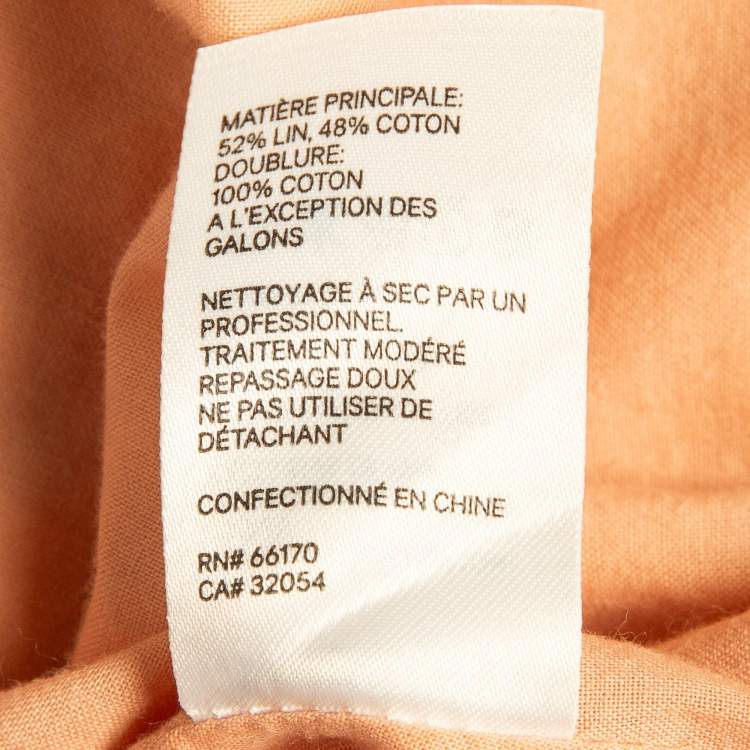 MATIÈRE PRINCIPALE:
52% LIN, 48% COTON
DOUBLURE:
100% COTON
A L'EXCEPTION DES
GALONS
NETTOYAGE À SEC PAR UN
PROFESSIONNEL.
TRAITEMENT MODÉRÉ
REPASSAGE DOUX
NE PAS UTILISER DE
DÉTACHANT
CONFECTIONNÉ EN CHINE
RN# 66170
CA# 32054